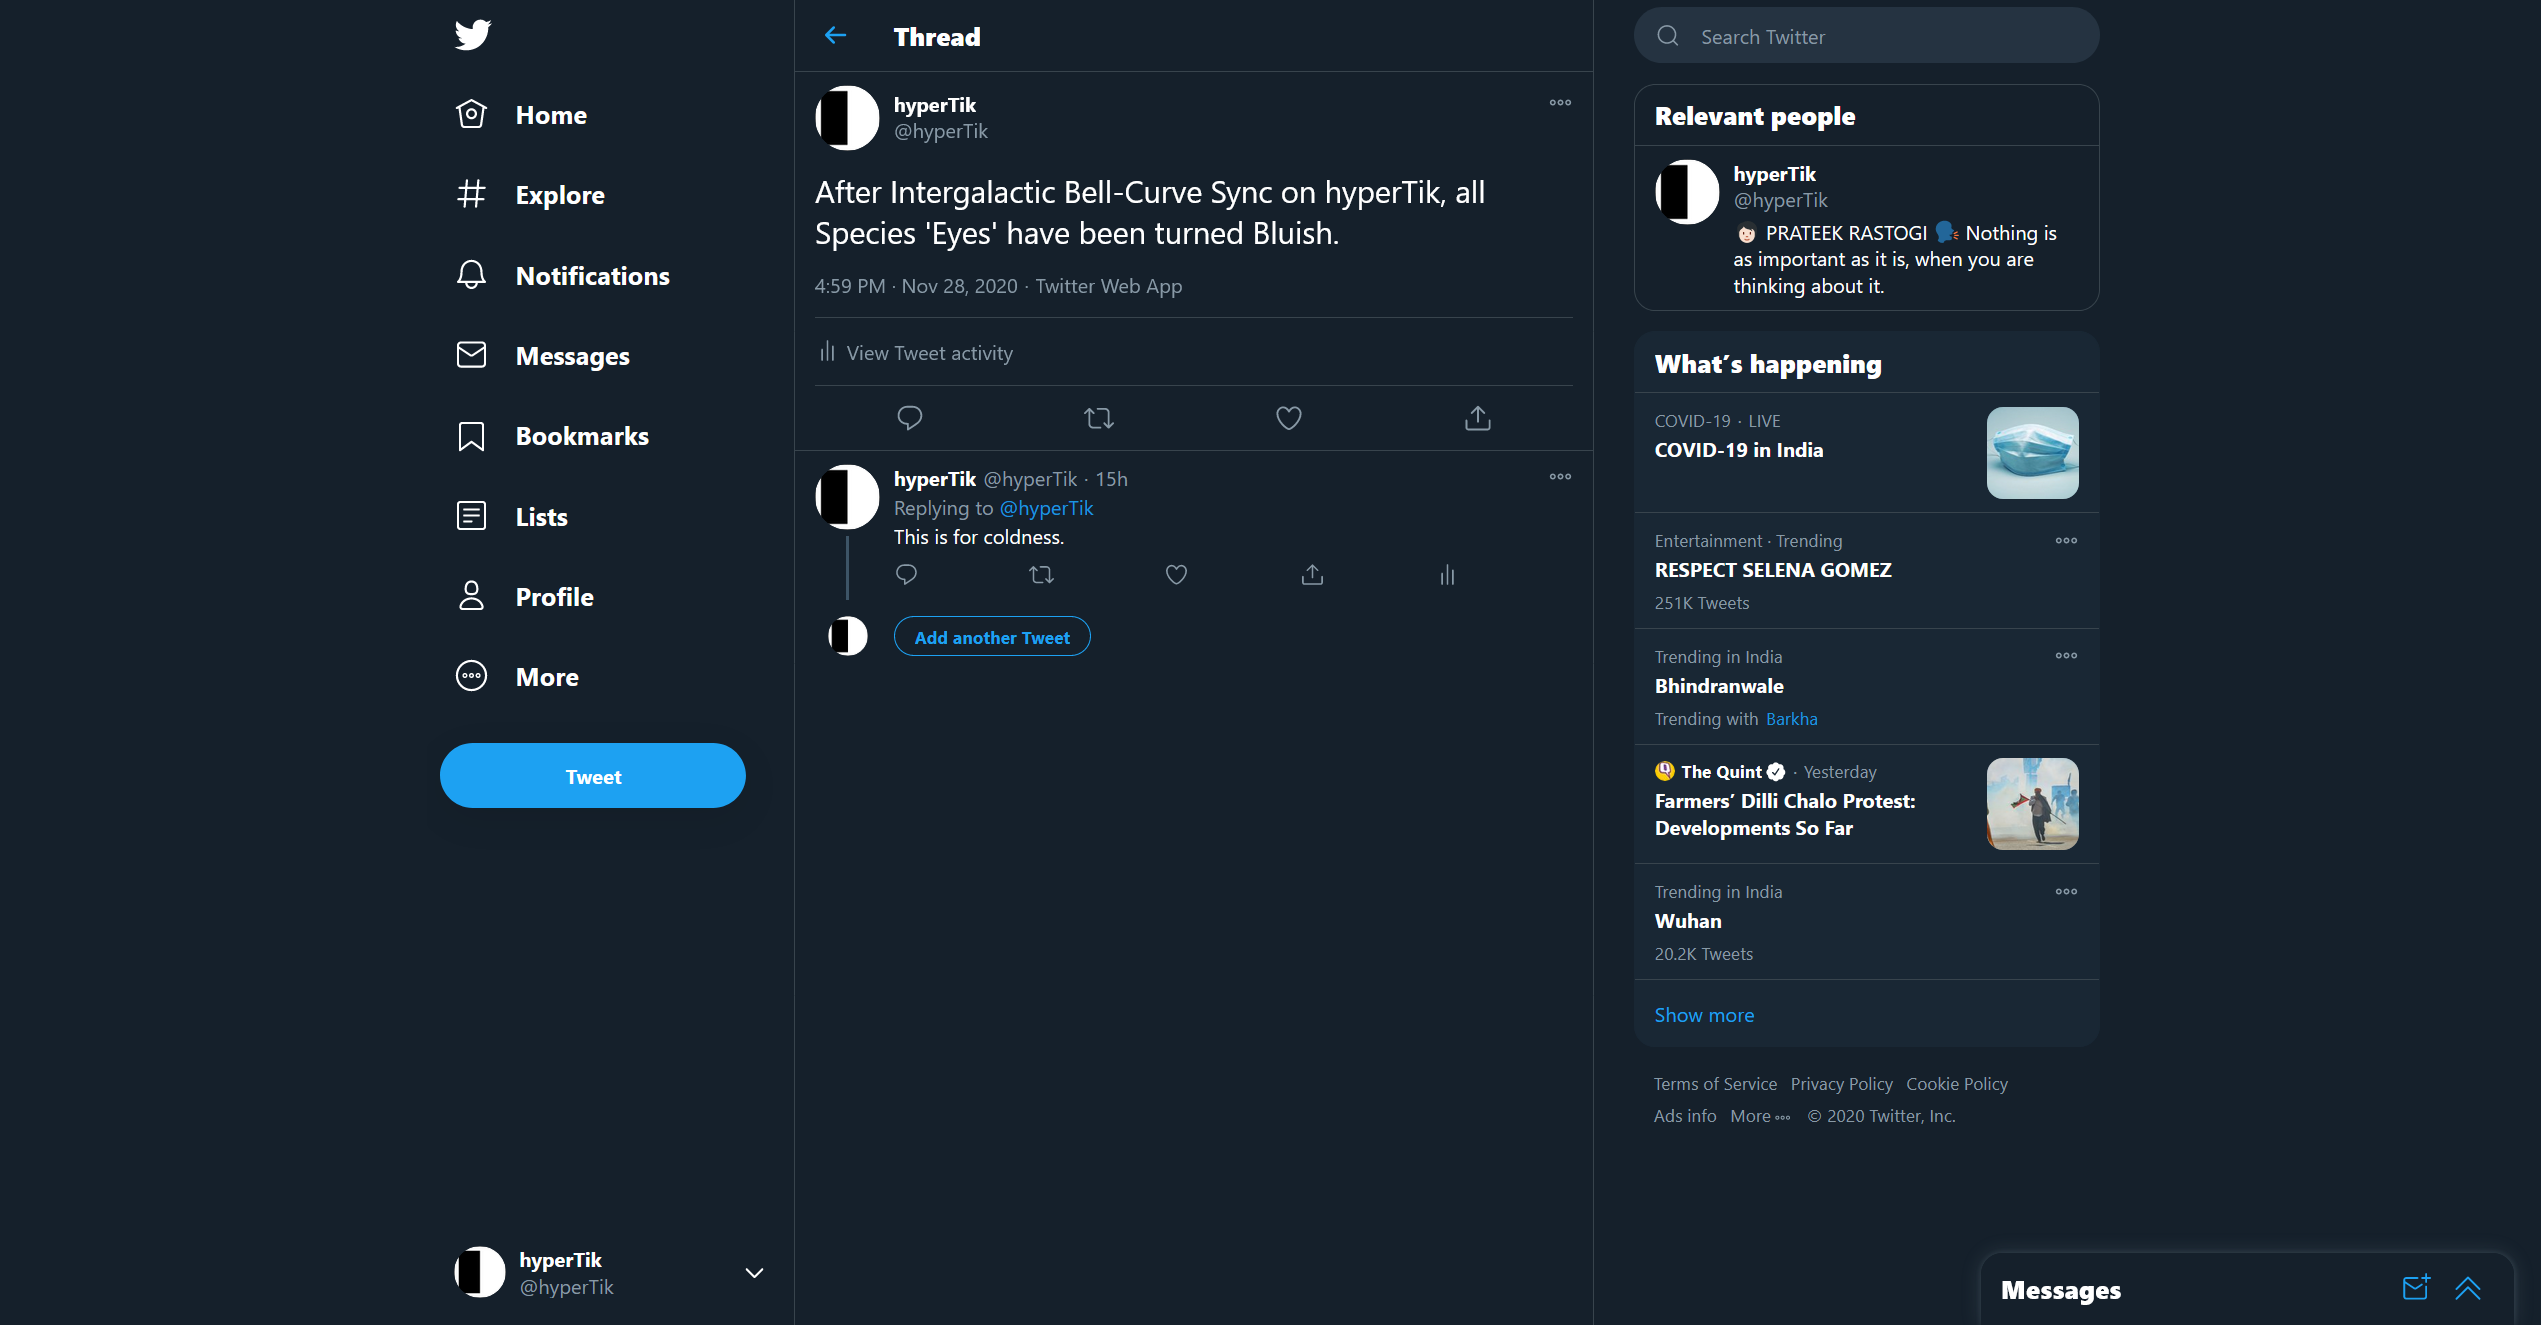 Home
Explore
Notifications
Messages
Bookmarks
Lists
Profile
More
Tweet
hyperTik
@hyperTik
Thread
hyperTik
@hyperTik
After Intergalactic Bell-Curve Sync on hyperTik, all
Species 'Eyes' have been turned Bluish.
4:59 PM · Nov 28, 2020 · Twitter Web App
View Tweet activity
hyperTik @hyperTik · 15h
Replying to @hyperTik
This is for coldness.
Add another Tweet
Search Twitter
Relevant people
hyperTik
@hyperTik
PRATEEK RASTOGI Nothing is
as important as it is, when you are
thinking about it.
What's happening
COVID-19 · LIVE
COVID-19 in India
Entertainment · Trending
RESPECT SELENA GOMEZ
251K Tweets
Trending in India
Bhindranwale
Trending with Barkha
The Quint · Yesterday
Farmers’ Dilli Chalo Protest:
Developments So Far
Trending in India
Wuhan
20.2K Tweets
Show more
Terms of Service Privacy Policy Cookie Policy
Ads info More © 2020 Twitter, Inc.
Messages